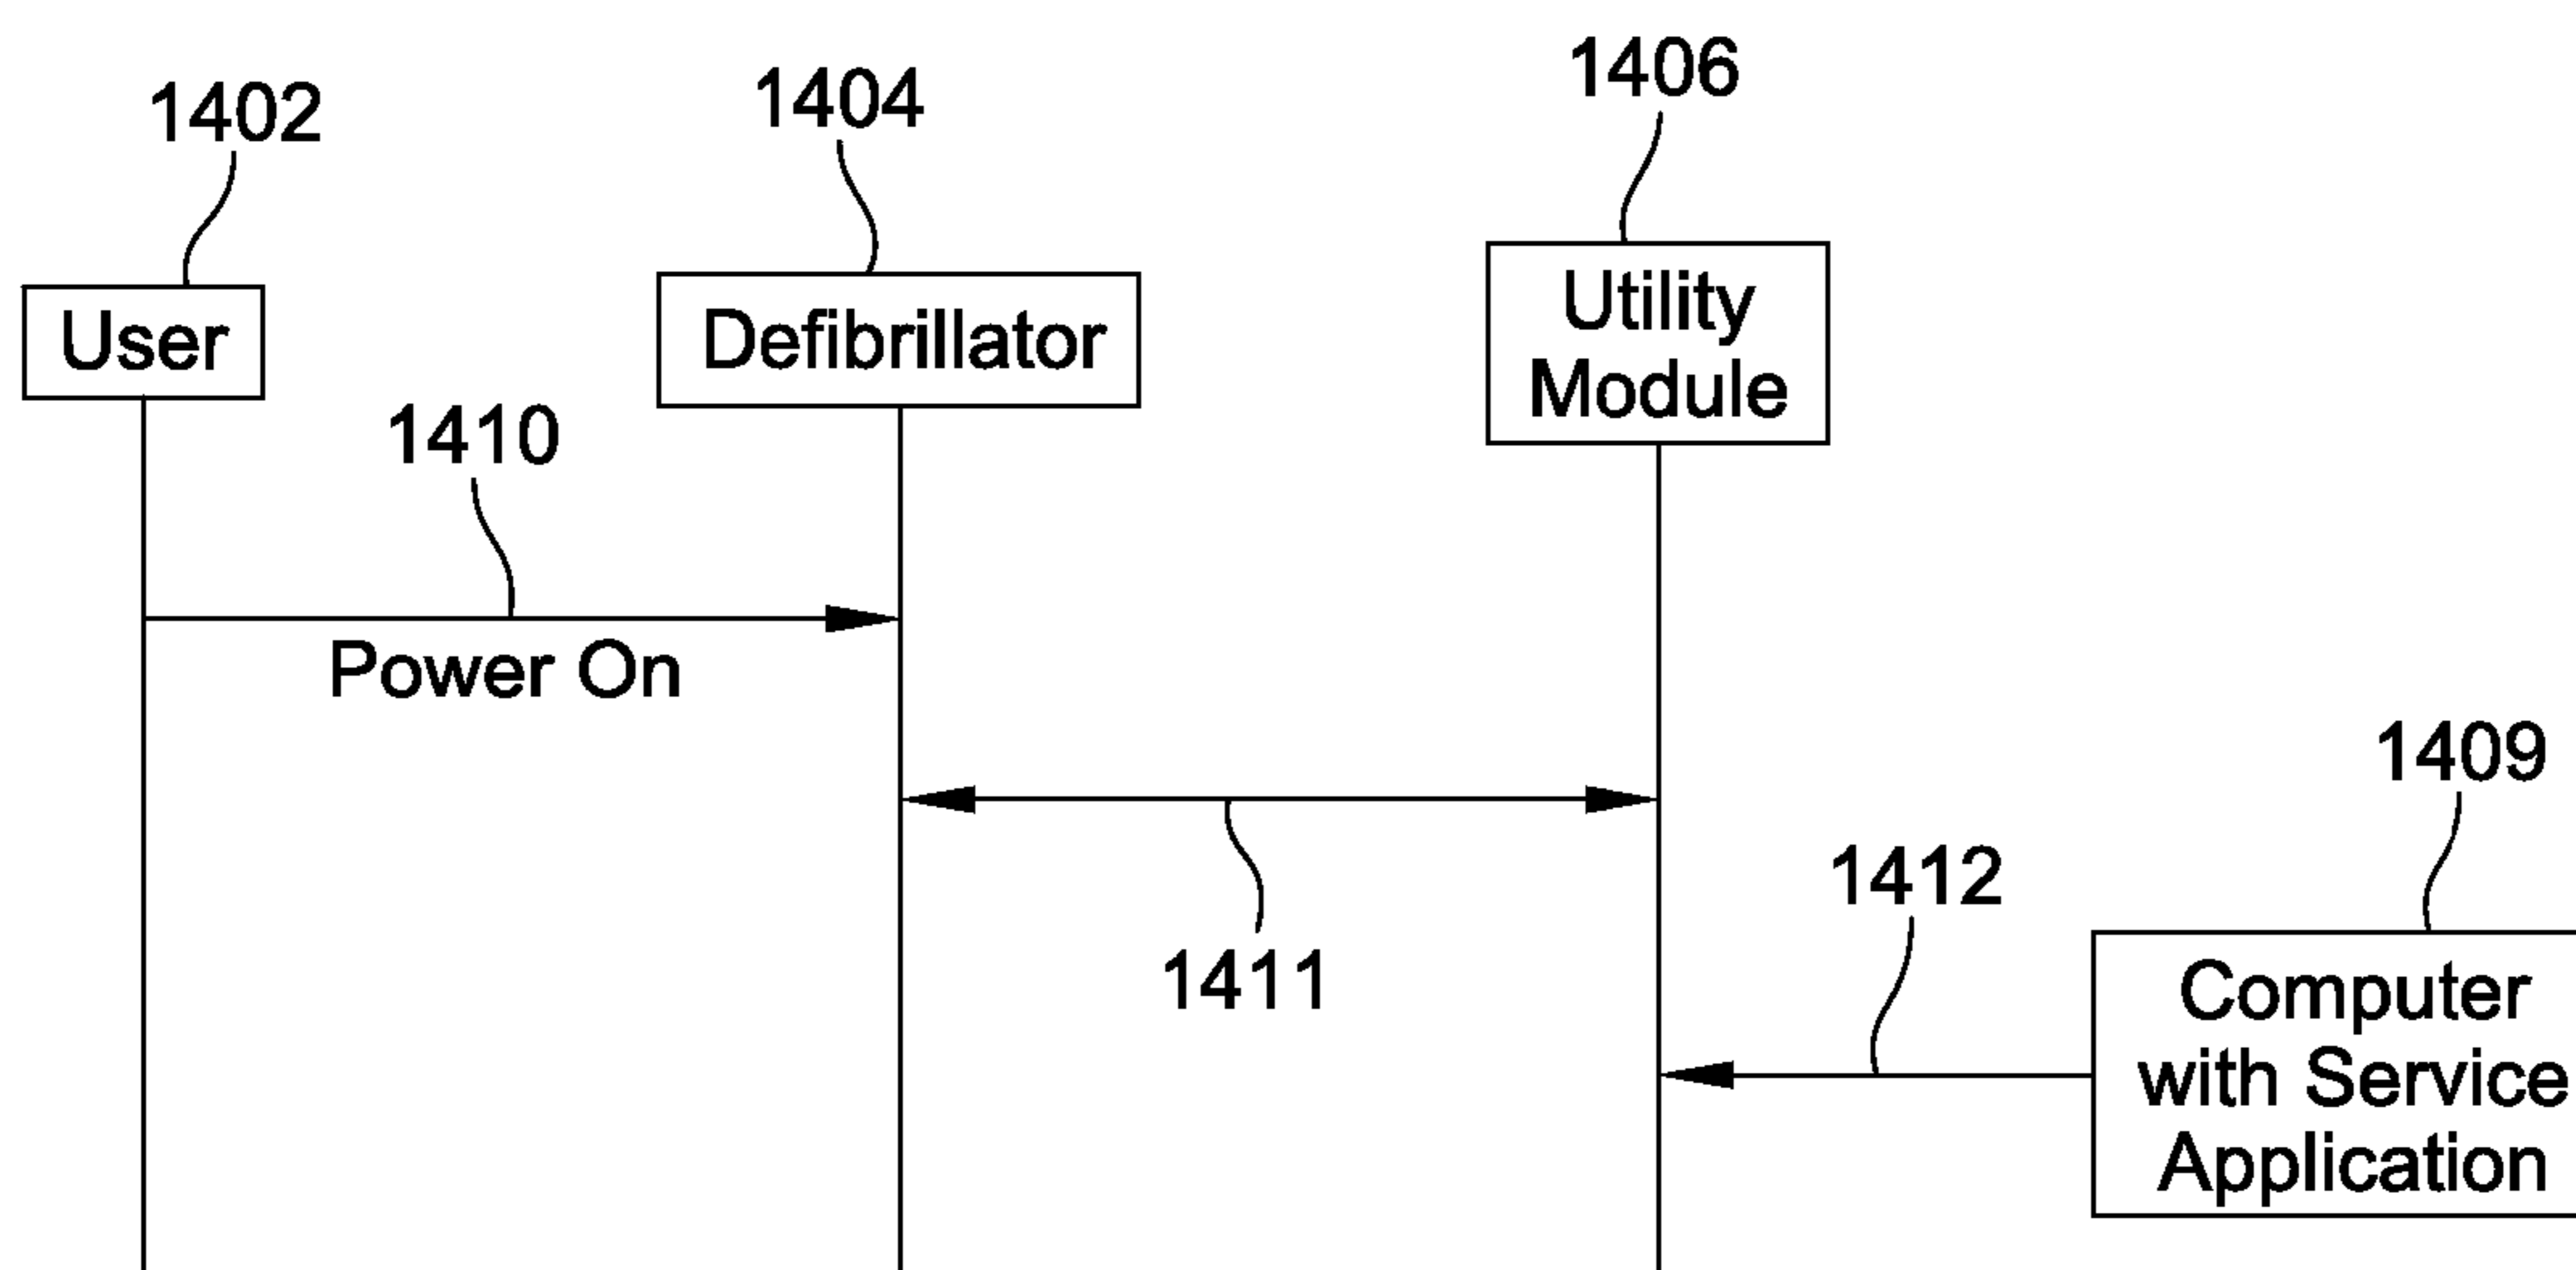 1402
1404
1406
User
Defibrillator
Utility
Module
1410
Power On
1411
1412
1409
Computer
with Service
Application